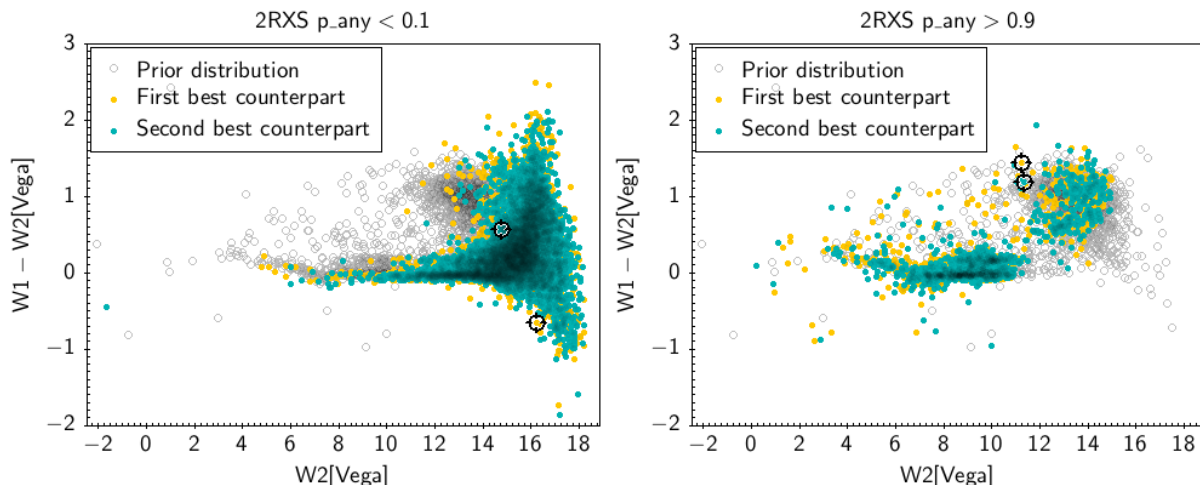 2RXS p_any < 0.1
3
2
1
0
−1
−2
W1 − W2[Vega]
Prior distribution
First best counterpart
Second best counterpart
−2 0 2 4 6 8 10 12 14 16 18
W2[Vega]
2RXS p_any > 0.9
3
2
1
0
−1
−2
W1 − W2[Vega]
Prior distribution
First best counterpart
Second best counterpart
−2 0 2 4 6 8 10 12 14 16 18
W2[Vega]